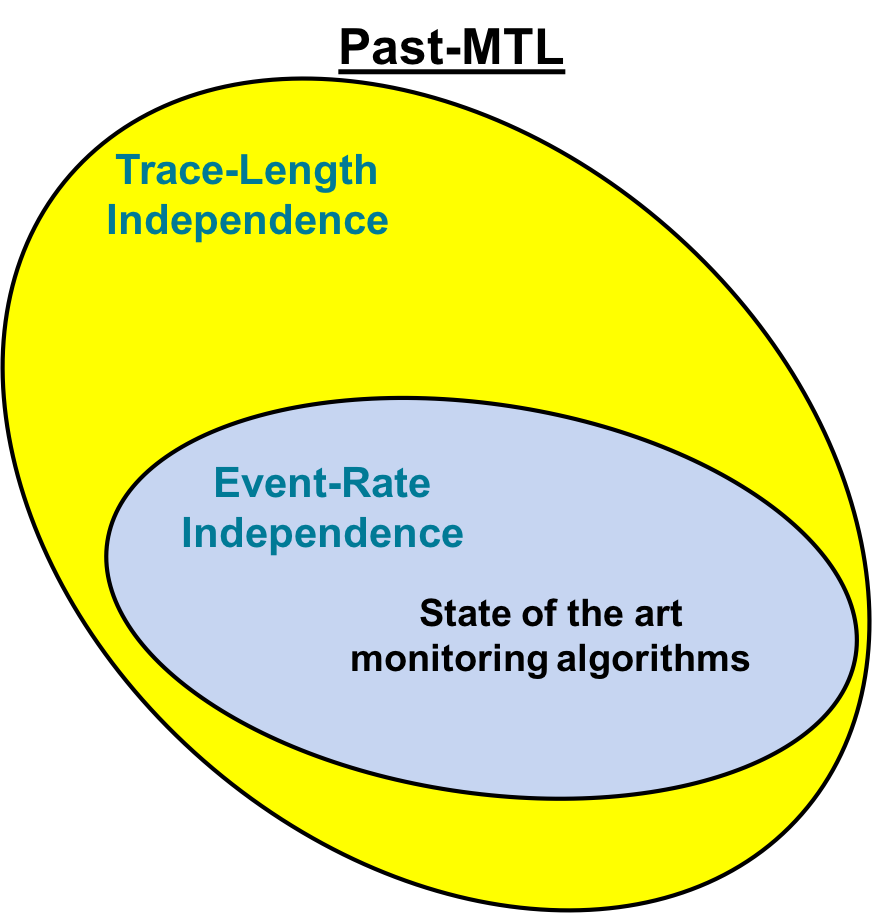 Past-MTL
Trace-Length
Independence
Event-Rate
Independence
State of the art
monitoring algorithms